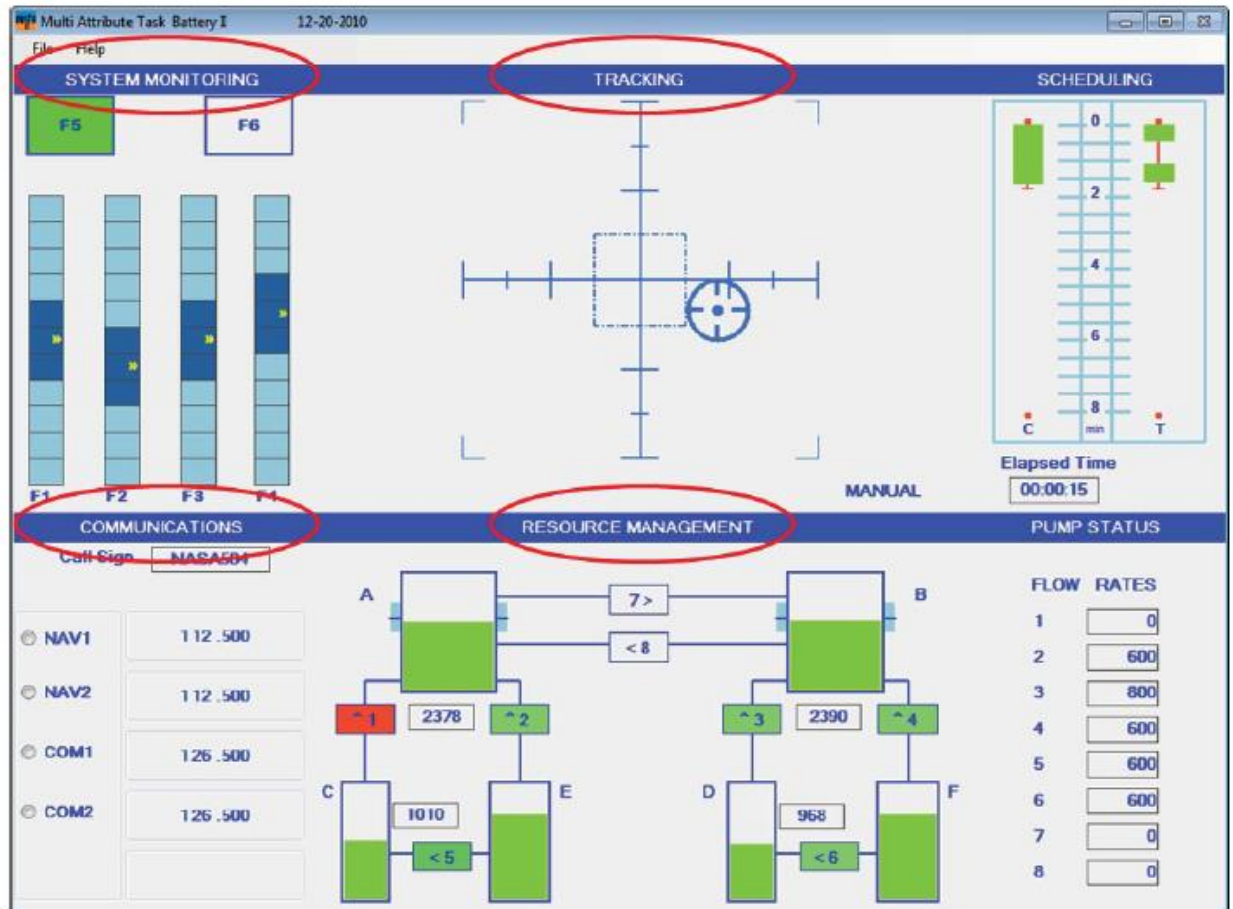 Multi Attribute Task Battery I 12-20-2010
File Help
SYSTEM MONITORING
TRACKING
SCHEDULING
F5
F6
0
2
4
6
8
C
min
T
F1
F2
F3
F4
MANUAL
Elapsed Time
00:00:15
COMMUNICATIONS
RESOURCE MANAGEMENT
PUMP STATUS
Call Sign NASA504
NAV1 112.500
NAV2 112.500
COM1 126.500
COM2 126.500
A
7 >
B
< 8
^ 1
2378
^ 2
^ 3
2390
^ 4
C
1010
E
D
968
F
< 5
< 6
FLOW RATES
1 0
2 600
3 800
4 600
5 600
6 600
7 0
8 0